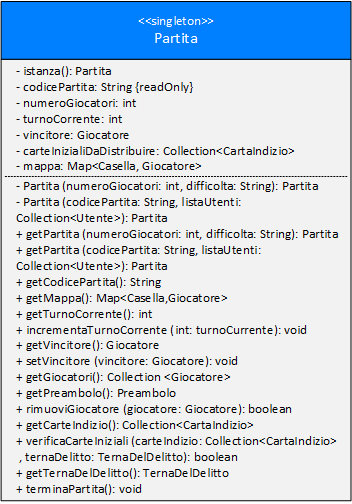 <<singleton>>
Partita
- istanza(): Partita
- codicePartita: String {readOnly}
- numeroGiocatori: int
- turnoCorrente: int
- vincitore: Giocatore
- carteInizialiDaDistribuire: Collection<CartaIndizio>
- mappa: Map<Casella, Giocatore>
- Partita (numeroGiocatori: int, difficolta: String): Partita
- Partita (codicePartita: String, listaUtenti:
Collection<Utente>): Partita
+ getPartita (numeroGiocatori: int, difficolta: String): Partita
+ getPartita (codicePartita: String, listaUtenti:
Collection<Utente>): Partita
+ getCodicePartita(): String
+ getMappa(): Map<Casella,Giocatore>
+ getTurnoCorrente(): int
+ incrementaTurnoCorrente (int: turnoCurrente): void
+ getVincitore(): Giocatore
+ setVincitore (vincitore: Giocatore): void
+ getGiocatori(): Collection <Giocatore>
+ getPreambolo(): Preambolo
+ rimuoviGiocatore (giocatore: Giocatore): boolean
+ getCarteIndizio(): Collection<CartaIndizio>
+ verificaCarteIniziali (carteIndizio: Collection<CartaIndizio>
, ternaDelitto: TernaDelDelitto): boolean
+ getTernaDelDelitto(): TernaDelDelitto
+ terminaPartita(): void